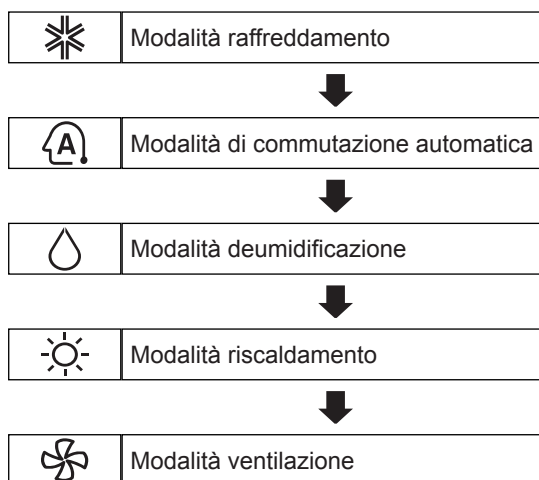 Modalità raffreddamento
A
Modalità di commutazione automatica
Modalità deumidificazione
Modalità riscaldamento
Modalità ventilazione